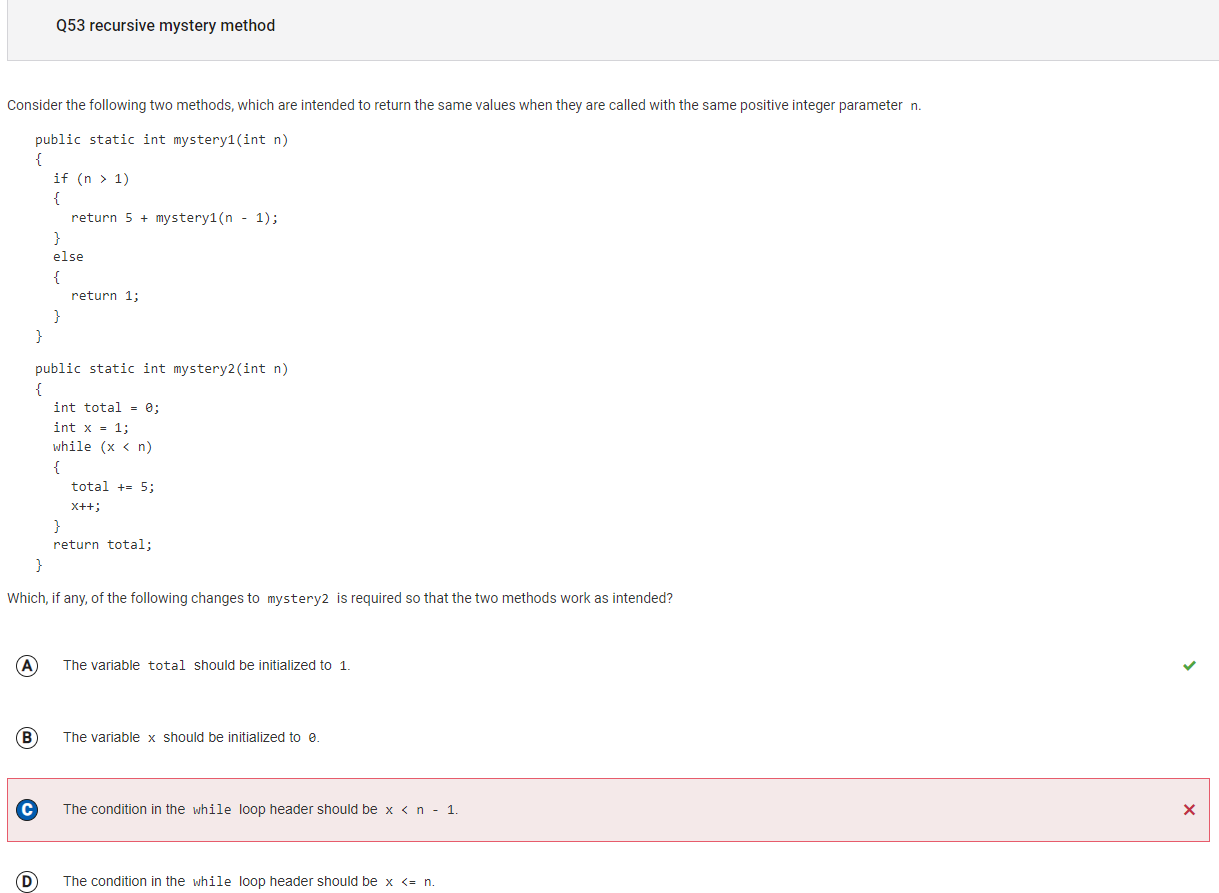 Q53 recursive mystery method
Consider the following two methods, which are intended to return the same values when they are called with the same positive integer parameter n.
public static int mystery1(int n)
{
if (n > 1)
{
return 5 + mystery1(n - 1);
}
else
{
return 1;
}
}
public static int mystery2(int n)
{
int total = 0;
int x = 1;
while (x < n)
{
total += 5;
x++;
}
return total;
}
Which, if any, of the following changes to mystery2 is required so that the two methods work as intended?
A The variable total should be initialized to 1.
B The variable x should be initialized to 0.
C The condition in the while loop header should be x < n - 1.
D The condition in the while loop header should be x <= n.